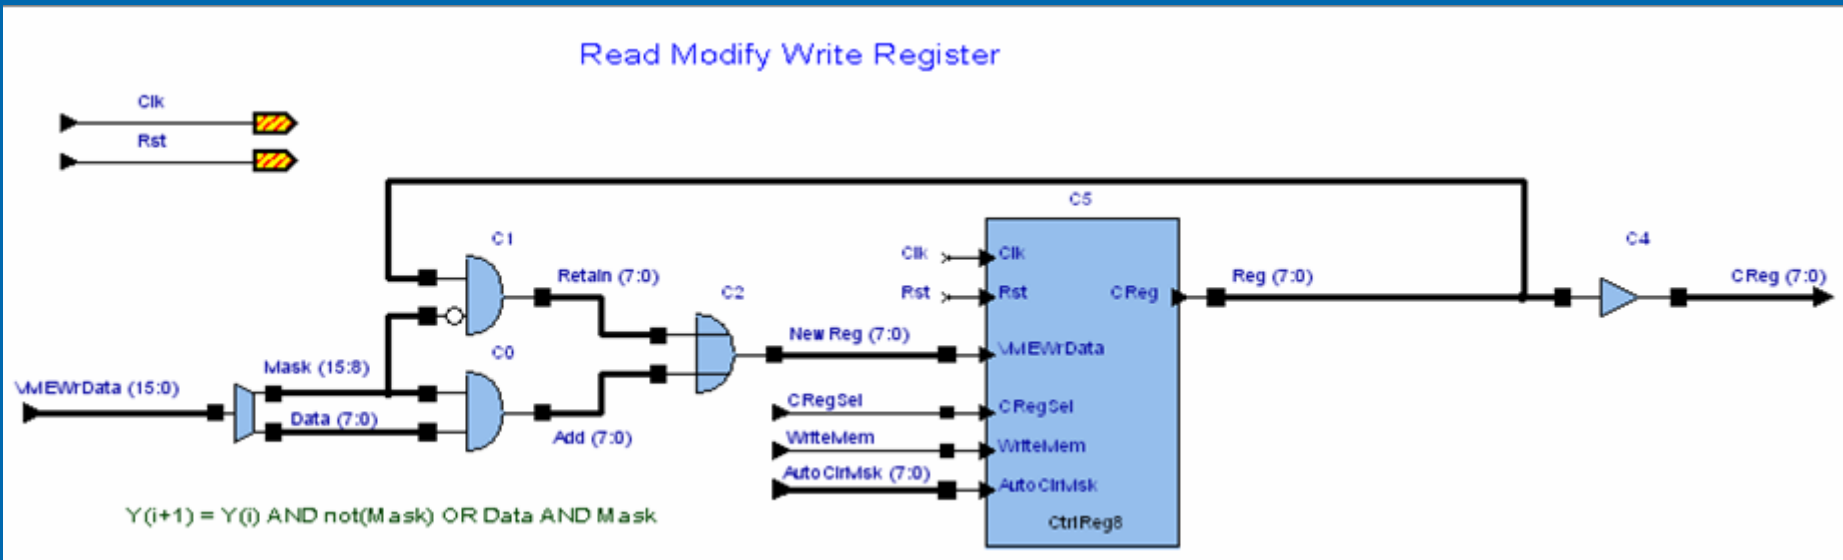 Read Modify Write Register
Clk
Rst
C5
C1
C4
Clk
Clk
Retain (7:0)
C2
Reg (7:0)
CReg (7:0)
Rst
Rst
CReg
New Reg (7:0)
C0
VMEWrData
Mask (15:8)
VMEWrData (15:0)
CRegSel
CRegSel
Data (7:0)
Add (7:0)
WriteMem
WriteMem
AutoClrMsk (7:0)
AutoClrMsk
Y(i+1) = Y(i) AND not(Mask) OR Data AND Mask
CtrlReg8